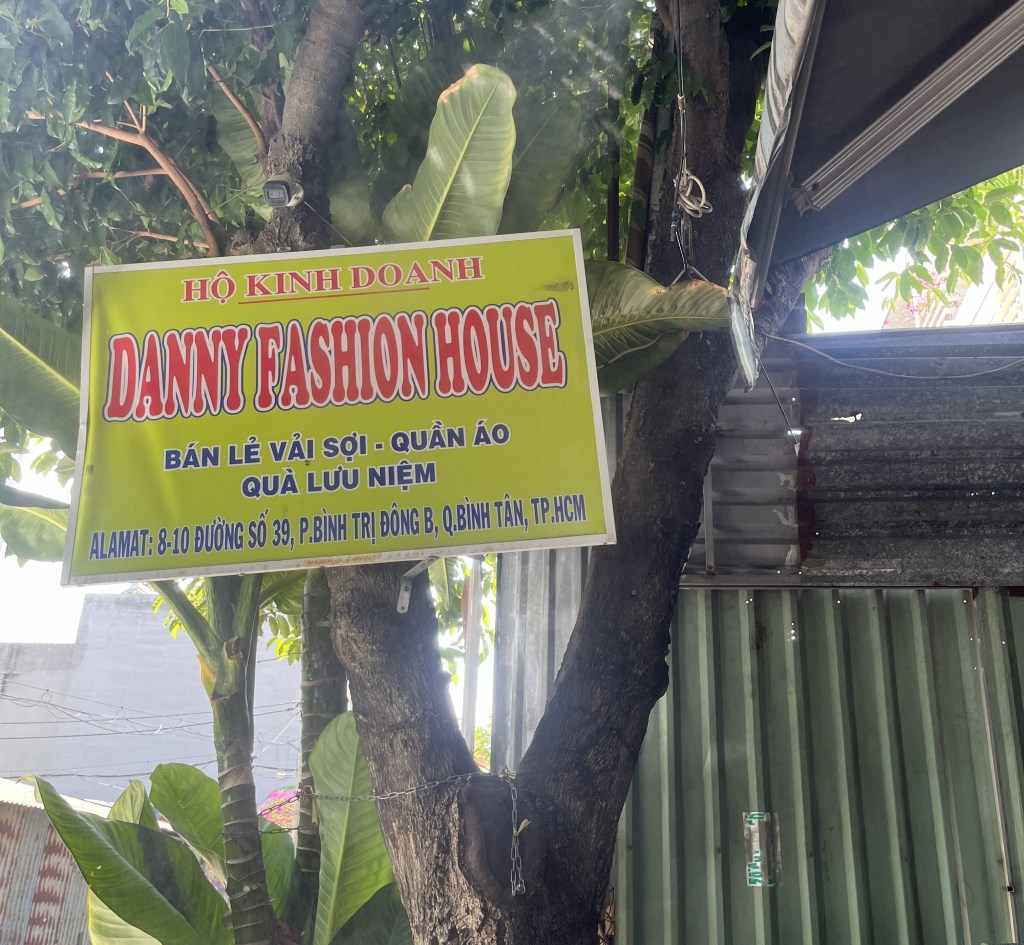 HỘ KINH DOANH
DANNY FASHION HOUSE
BÁN LẺ VẢI SỢI - QUẦN ÁO
QUÀ LƯU NIỆM
ALAMAT: 8-10 ĐƯỜNG SỐ 39, P.BÌNH TRỊ ĐÔNG B, Q.BÌNH TÂN, TP.HCM